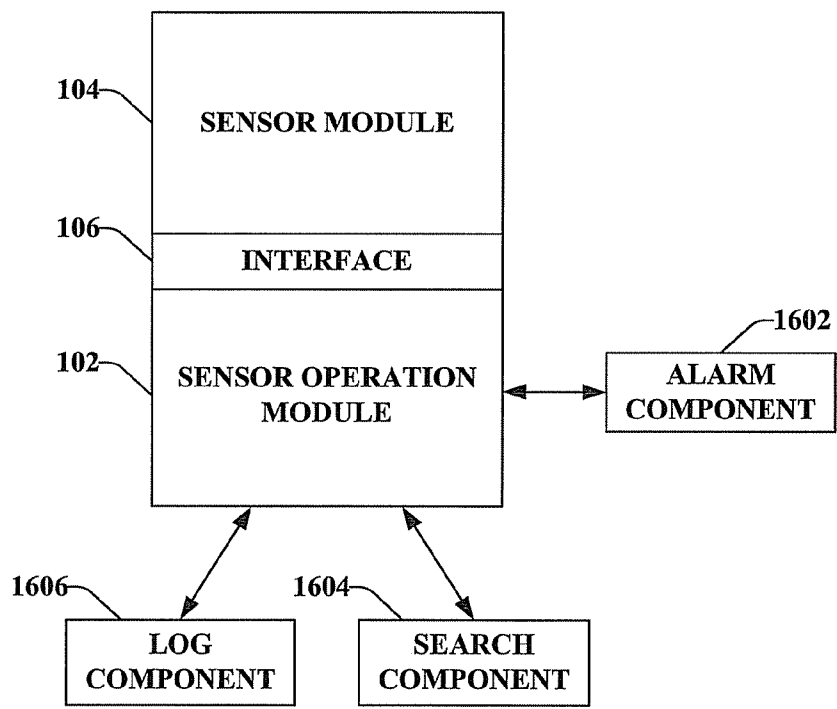 104
SENSOR MODULE
106
INTERFACE
1602
102
SENSOR OPERATION
MODULE
ALARM
COMPONENT
1606
1604
LOG
COMPONENT
SEARCH
COMPONENT